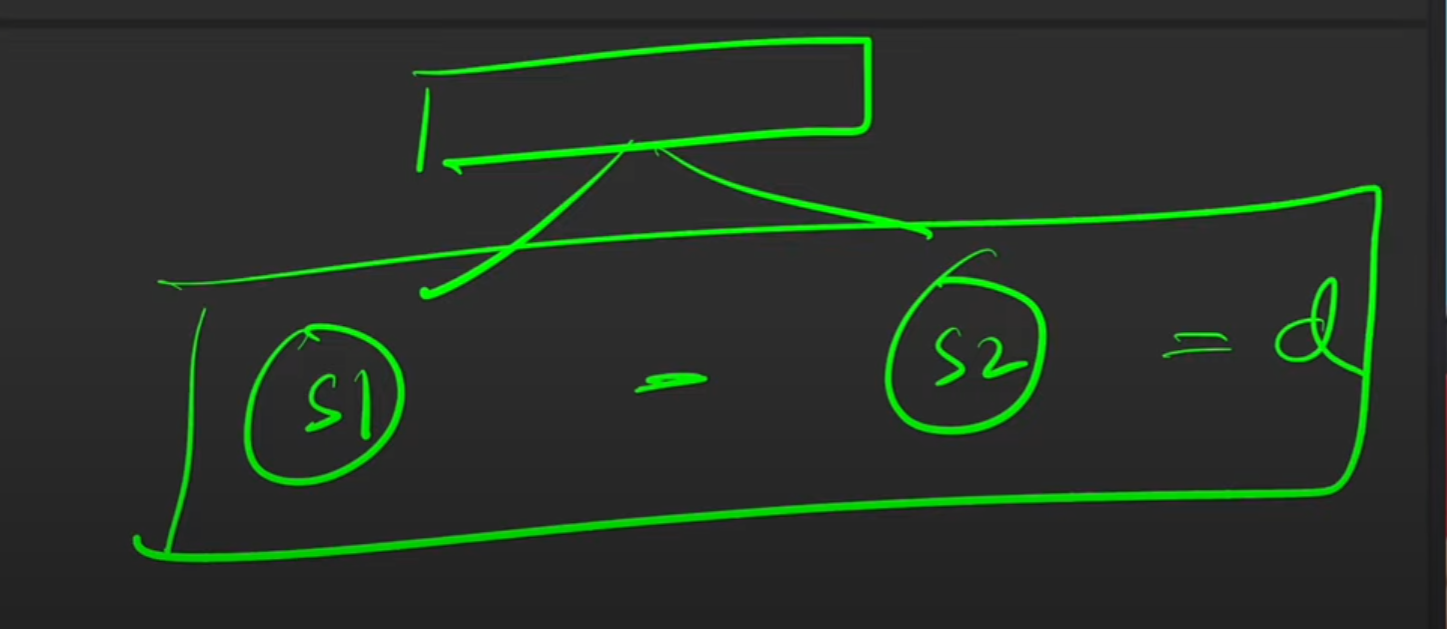 S1 - S2 = d